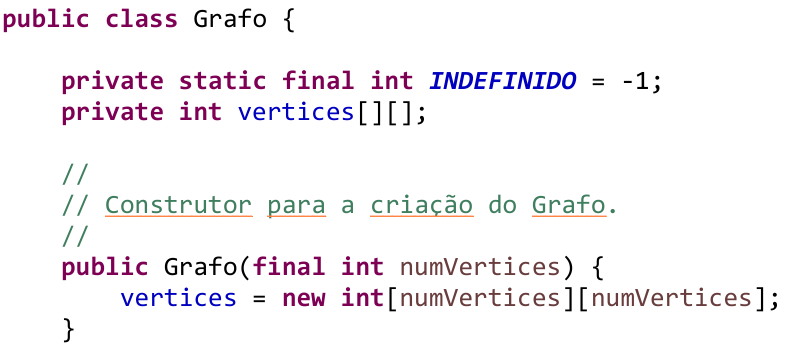 public class Grafo {
private static final int INDEFINIDO = -1;
private int vertices[][];
//
// Construtor para a criação do Grafo.
//
public Grafo(final int numVertices) {
vertices = new int[numVertices][numVertices];
}